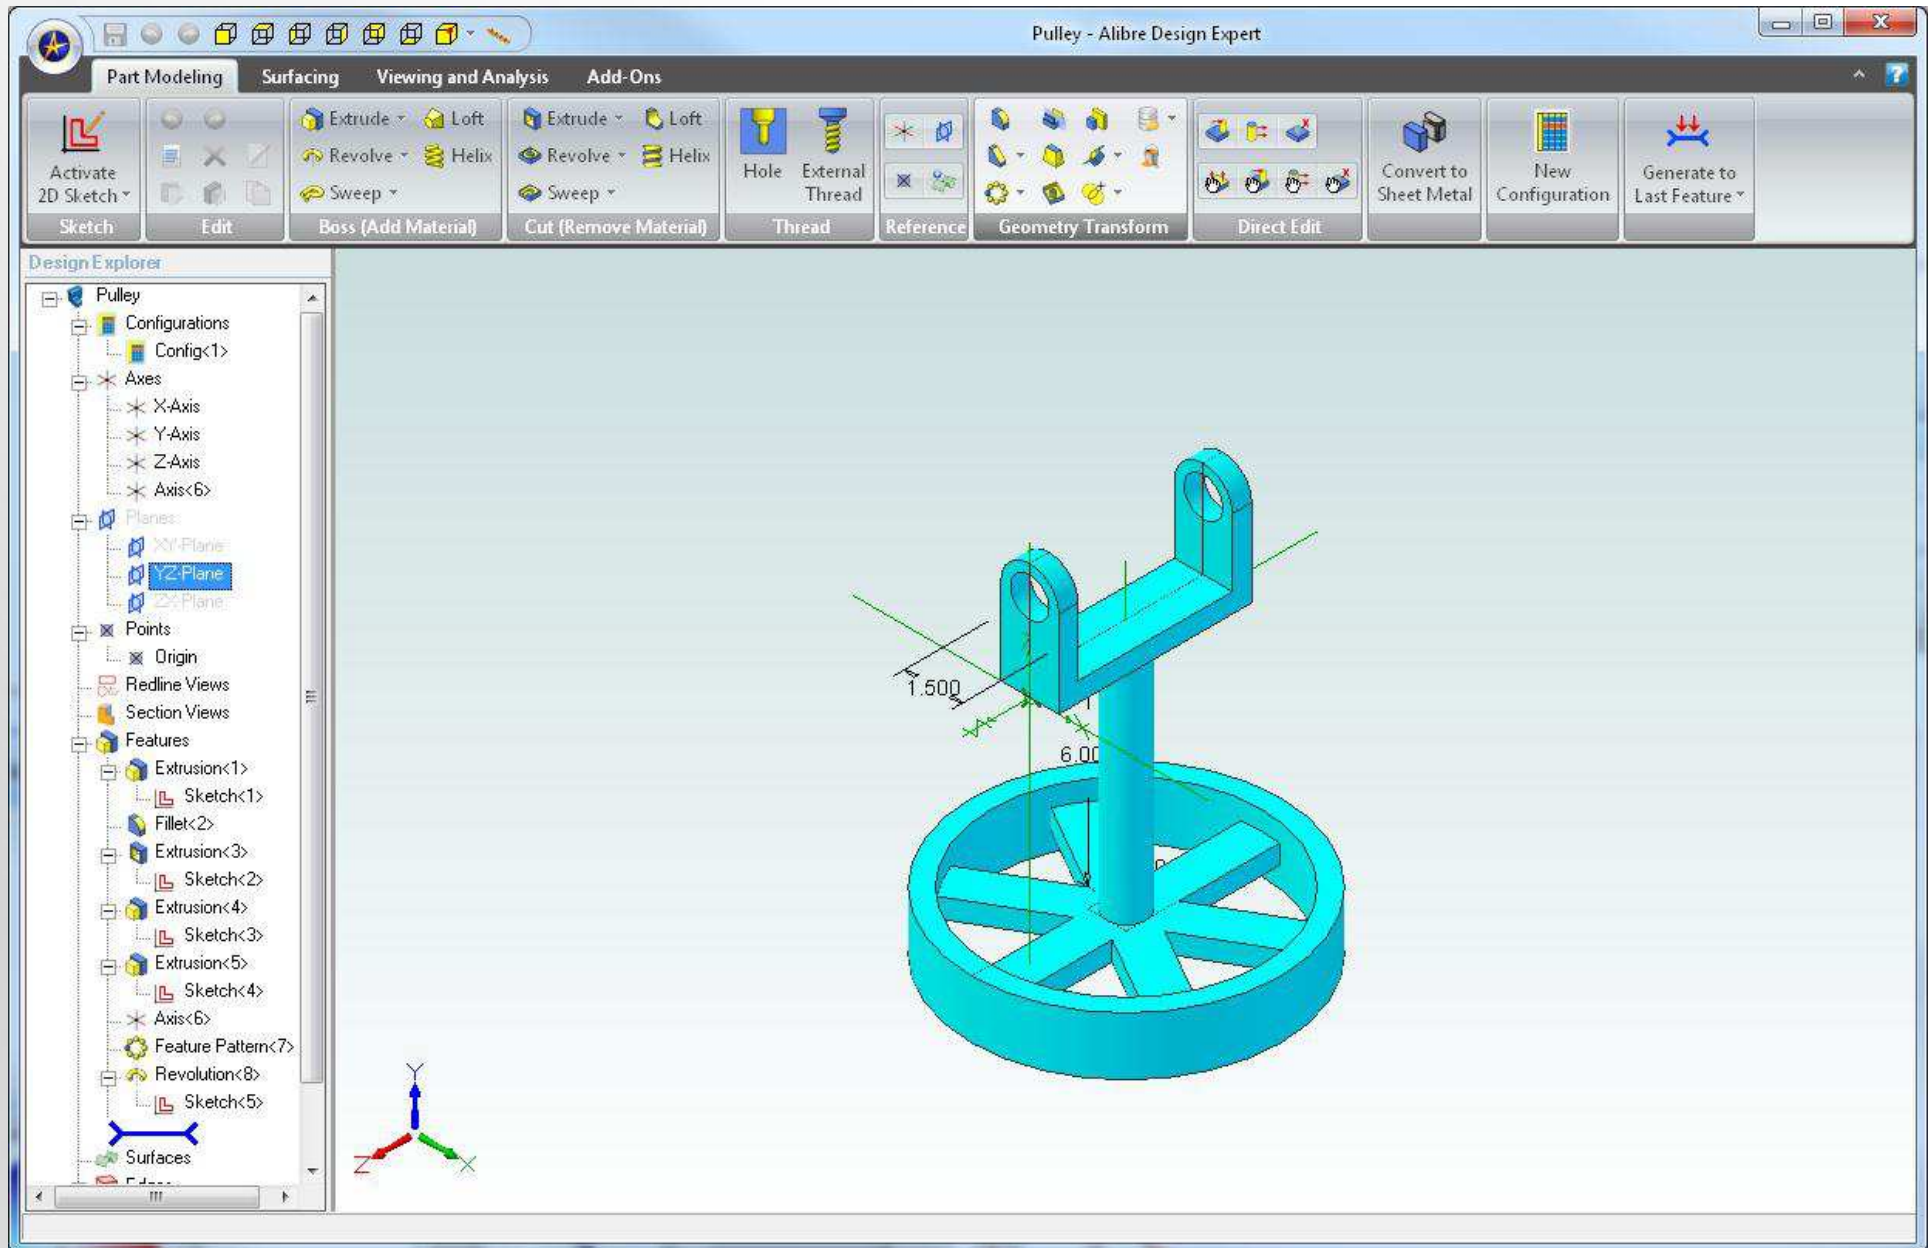 Pulley - Alibre Design Expert
Part Modeling Surfacing Viewing and Analysis Add-Ons
Activate
2D Sketch
Sketch
Edit
Extrude Loft
Revolve Helix
Sweep
Boss (Add Material)
Extrude Loft
Revolve Helix
Sweep
Cut (Remove Material)
Hole
External
Thread
Thread
Reference
Geometry Transform
Direct Edit
Convert to
Sheet Metal
New
Configuration
Generate to
Last Feature
Design Explorer
Pulley
Configurations
Config<1>
Axes
X-Axis
Y-Axis
Z-Axis
Axis<6>
Planes
XY-Plane
YZ-Plane
ZX-Plane
Points
Origin
Redline Views
Section Views
Features
Extrusion<1>
Sketch<1>
Fillet<2>
Extrusion<3>
Sketch<2>
Extrusion<4>
Sketch<3>
Extrusion<5>
Sketch<4>
Axis<6>
Feature Pattern<7>
Revolution<8>
Sketch<5>
Surfaces
1.500
6.00
Y
Z
X